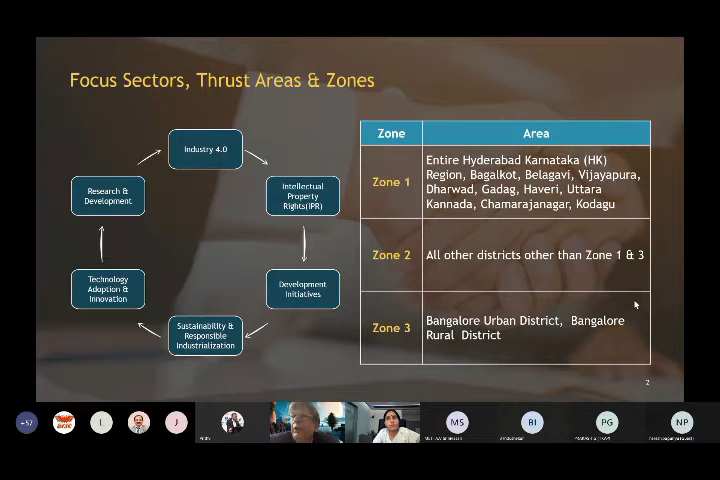 Focus Sectors, Thrust Areas & Zones
Industry 4.0
Intellectual
Property
Rights(IPR)
Development
Initiatives
Sustainability &
Responsible
Industrialization
Technology
Adoption &
Innovation
Research &
Development
Zone Area
Zone 1
Entire Hyderabad Karnataka (HK)
Region, Bagalkot, Belagavi, Vijayapura,
Dharwad, Gadag, Haveri, Uttara
Kannada, Chamarajanagar, Kodagu
Zone 2 All other districts other than Zone 1 & 3
Zone 3
Bangalore Urban District, Bangalore
Rural District
2
+57
L
J
MS
BI
PG
NP